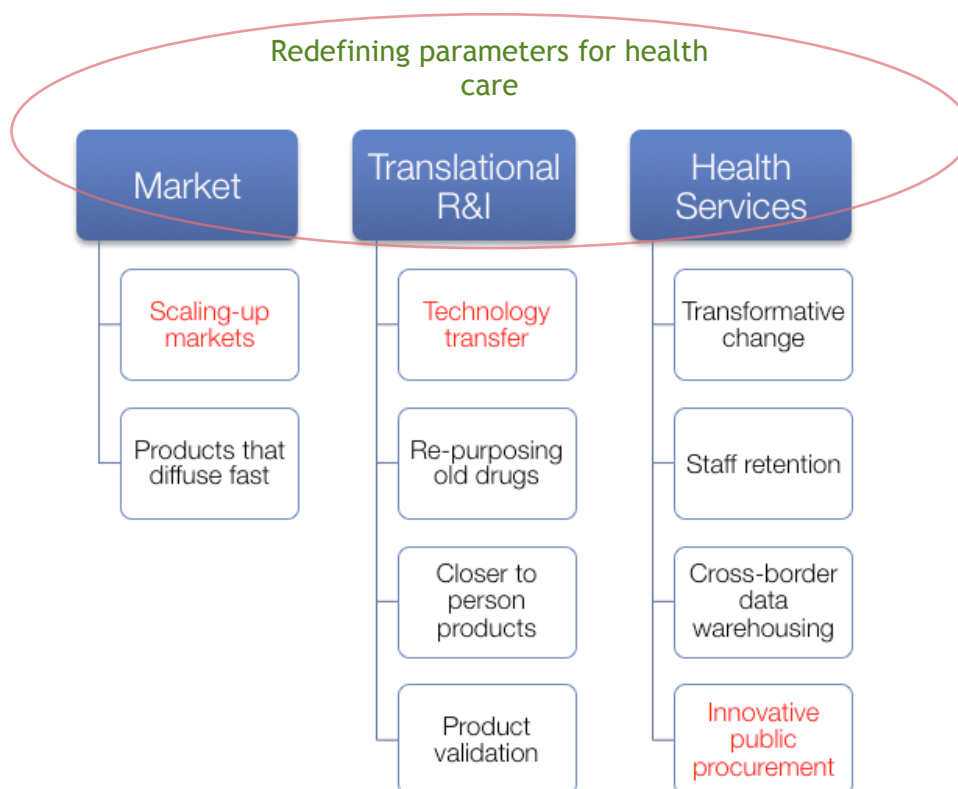 Redefining parameters for health
care
Market
Scaling-up
markets
Products that
diffuse fast
Translational
R&I
Technology
transfer
Re-purposing
old drugs
Closer to
person
products
Product
validation
Health
Services
Transformative
change
Staff retention
Cross-border
data
warehousing
Innovative
public
procurement